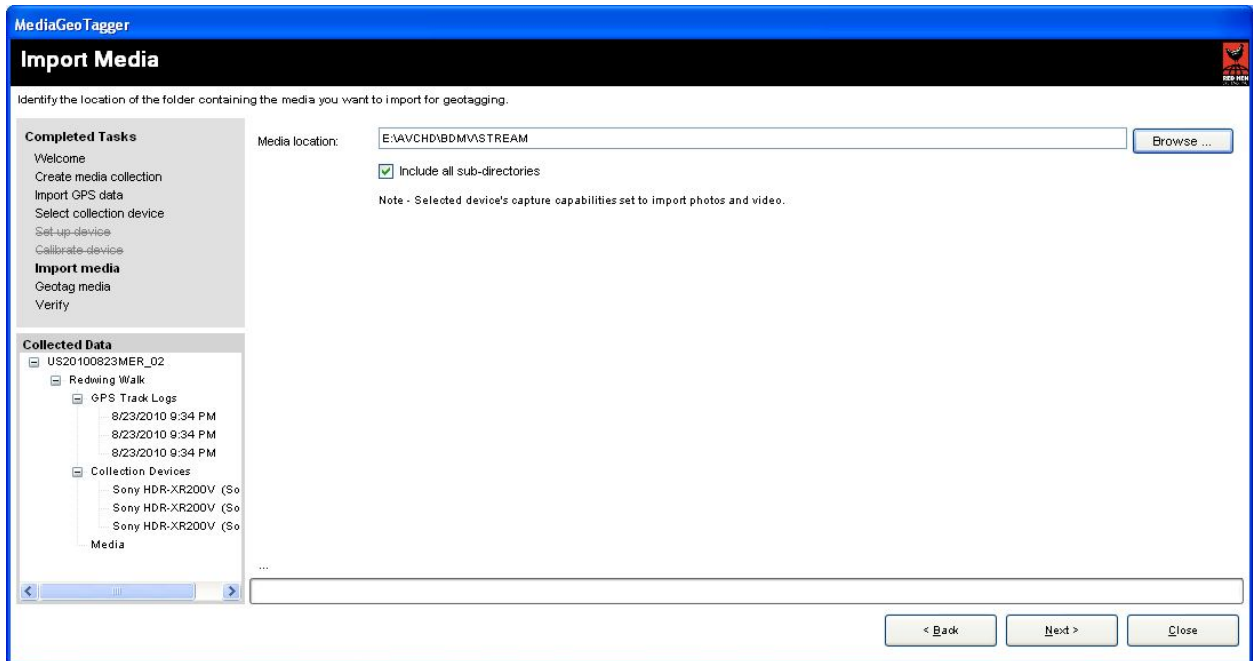 MediaGeoTagger
Import Media
RED HEN
Identify the location of the folder containing the media you want to import for geotagging.
Completed Tasks
Welcome
Create media collection
Import GPS data
Select collection device
Set up device
Calibrate device
Import media
Geotag media
Verify
Media location:
E:\AVCHD\BDMV\STREAM
Browse ...
Include all sub-directories
Note - Selected device's capture capabilities set to import photos and video.
Collected Data
US20100823MER_02
Redwing Walk
GPS Track Logs
8/23/2010 9:34 PM
8/23/2010 9:34 PM
8/23/2010 9:34 PM
Collection Devices
Sony HDR-XR200V (So
Sony HDR-XR200V (So
Sony HDR-XR200V (So
Media
...
< Back
Next >
Close